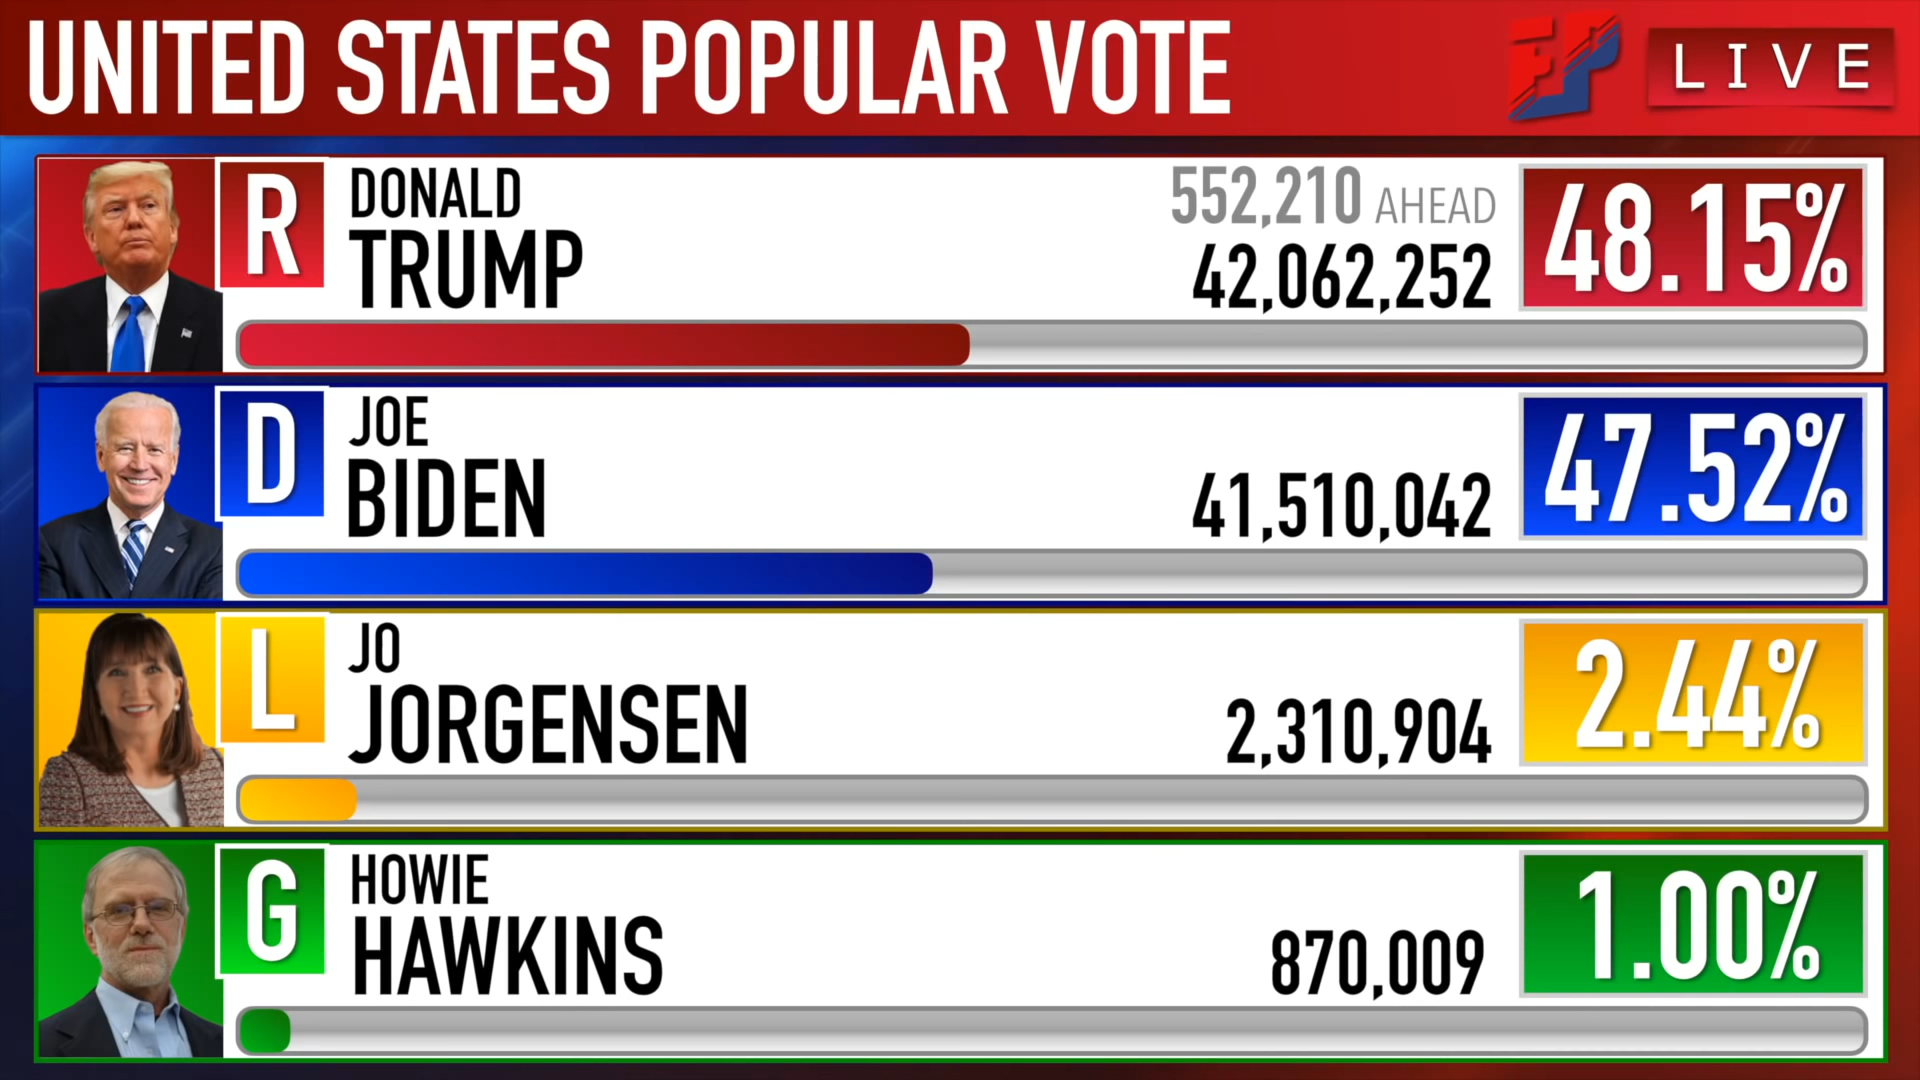 UNITED STATES POPULAR VOTE
EP
LIVE
R
DONALD
TRUMP
552,210 AHEAD
42,062,252
48.15%
D
JOE
BIDEN
41,510,042
47.52%
L
JO
JORGENSEN
2,310,904
2.44%
G
HOWIE
HAWKINS
870,009
1.00%